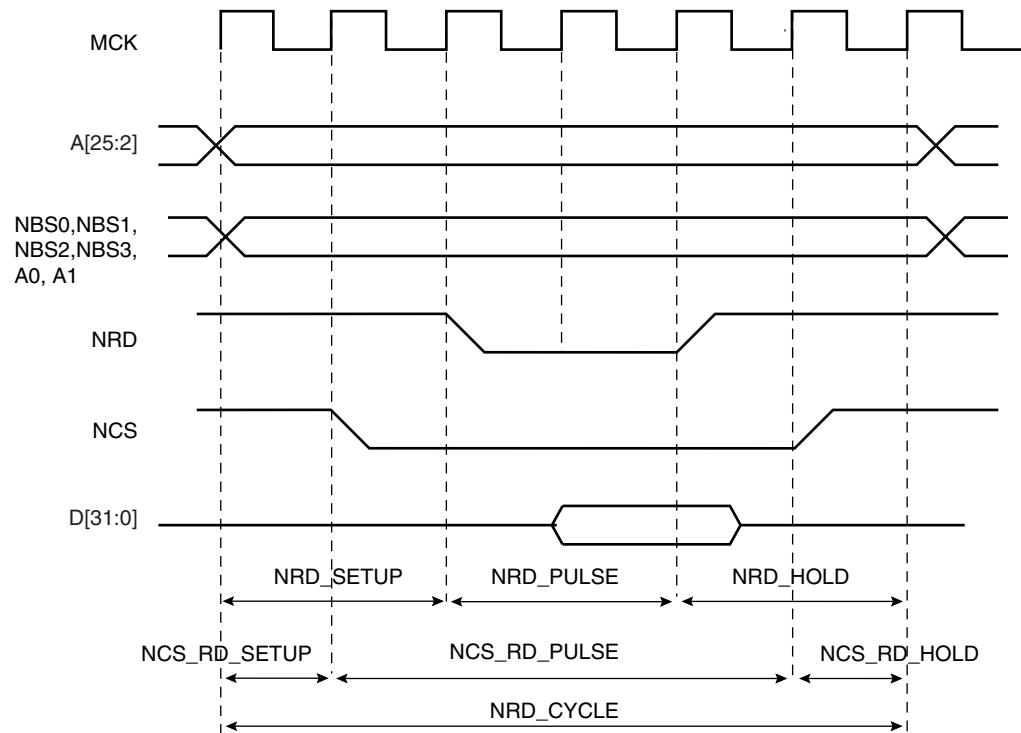 MCK
A[25:2]
NBS0,NBS1,
NBS2,NBS3,
A0, A1
NRD
NCS
D[31:0]
NRD_SETUP NRD_PULSE NRD_HOLD
NCS_RD_SETUP NCS_RD_PULSE NCS_RD_HOLD
NRD_CYCLE